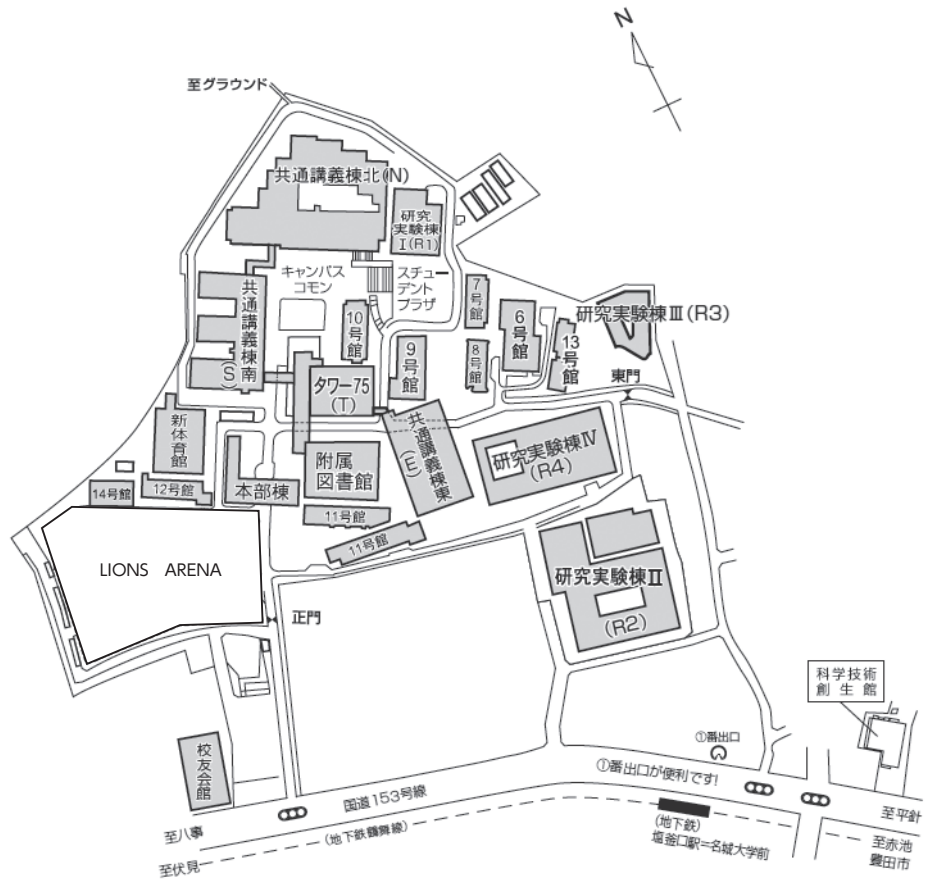 N
至グラウンド
共通講義棟北(N)
研究
実験棟
I(R1)
キャンパス
コモン
スチュー
デント
プラザ
共通講義棟南
(S)
10号館
7号館
6号館
研究実験棟Ⅲ(R3)
13号館
9号館
8号館
東門
タワー75
(T)
新体育館
共通講義棟東
(E)
研究実験棟Ⅳ
(R4)
附属
図書館
本部棟
14号館
12号館
11号館
11号館
LIONS ARENA
研究実験棟Ⅱ
(R2)
正門
科学技術
創生館
校友会館
①番出口
①番出口が便利です!
国道153号線
至八事
(地下鉄鶴舞線)
至伏見
(地下鉄)
塩釜口駅=名城大学前
至平針
至赤池
豊田市